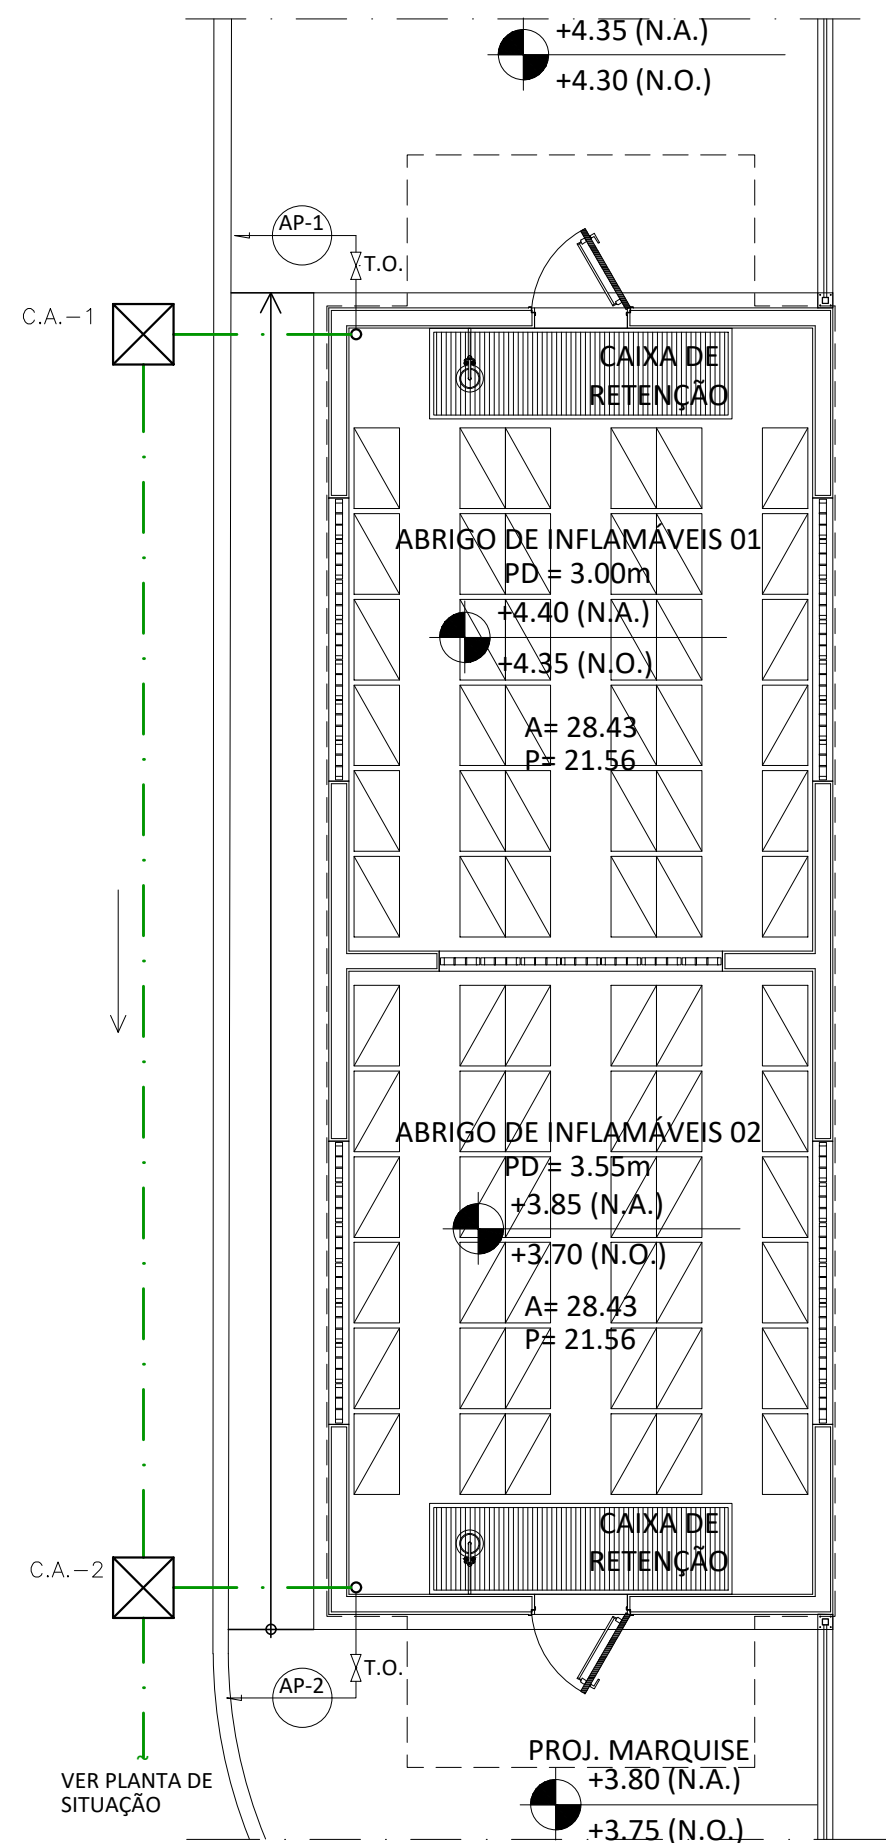 +4.35 (N.A.)
+4.30 (N.O.)
AP-1
T.O.
C.A.-1
CAIXA DE
RETENÇÃO
ABRIGO DE INFLAMÁVEIS 01
PD = 3.00m
+4.40 (N.A.)
+4.35 (N.O.)
A= 28.43
P= 21.56
ABRIGO DE INFLAMÁVEIS 02
PD = 3.55m
+3.85 (N.A.)
+3.70 (N.O.)
A= 28.43
P= 21.56
CAIXA DE
RETENÇÃO
C.A.-2
T.O.
AP-2
PROJ. MARQUISE
+3.80 (N.A.)
+3.75 (N.O.)
VER PLANTA DE
SITUAÇÃO